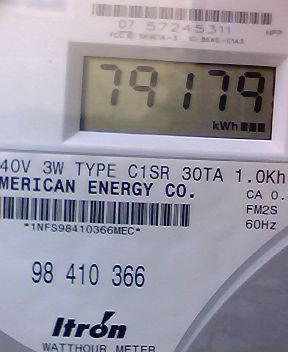 07 57245311
79179
kWh
40V 3W TYPE C1SR 30TA 1.0Kh
MERICAN ENERGY CO.
CA 0.
FM2S
*1NFS98410366MEC*
60Hz
98 410 366
Itron
WATTHOUR METER